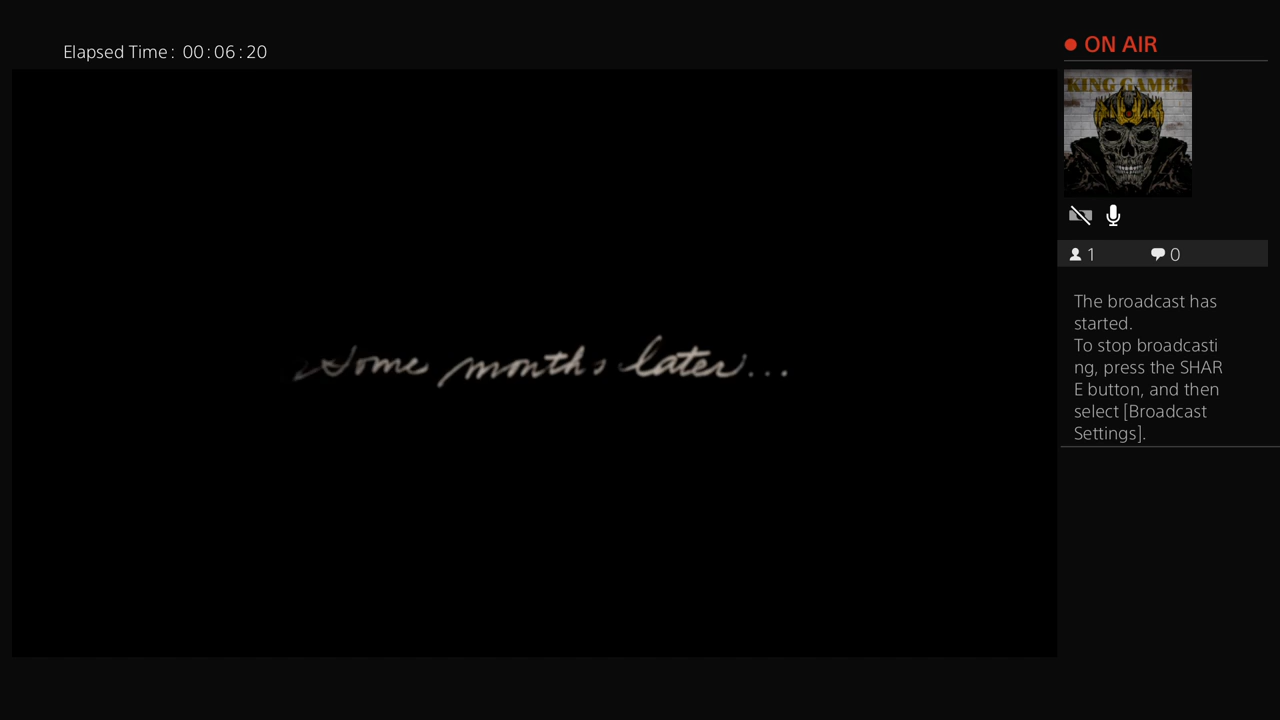 Elapsed Time: 00:06:20
ON AIR
KING GAMER
1 0
Some months later...
The broadcast has
started.
To stop broadcasti
ng, press the SHAR
E button, and then
select [Broadcast
Settings].